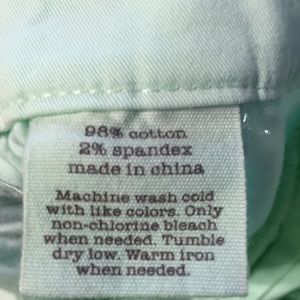 98% cotton
2% spandex
made in china
Machine wash cold
with like colors. Only
non-chlorine bleach
when needed. Tumble
dry low. Warm iron
when needed.